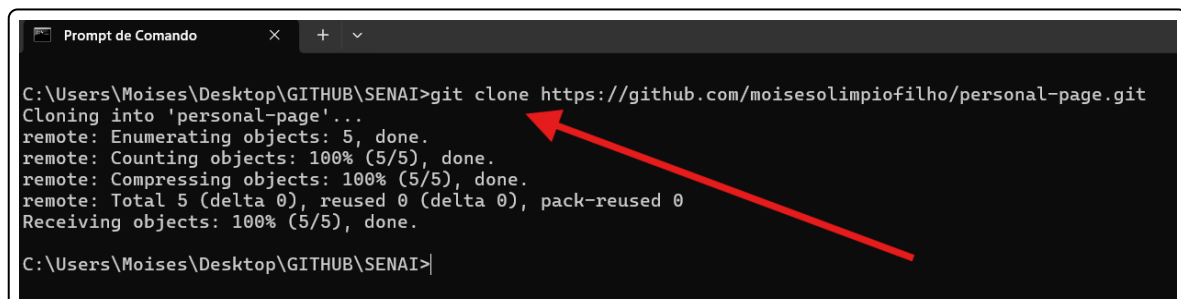 Prompt de Comando
C:\Users\Moises\Desktop\GITHUB\SENAI>git clone https://github.com/moisesolimpiofilho/personal-page.git
Cloning into 'personal-page'...
remote: Enumerating objects: 5, done.
remote: Counting objects: 100% (5/5), done.
remote: Compressing objects: 100% (5/5), done.
remote: Total 5 (delta 0), reused 0 (delta 0), pack-reused 0
Receiving objects: 100% (5/5), done.
C:\Users\Moises\Desktop\GITHUB\SENAI>